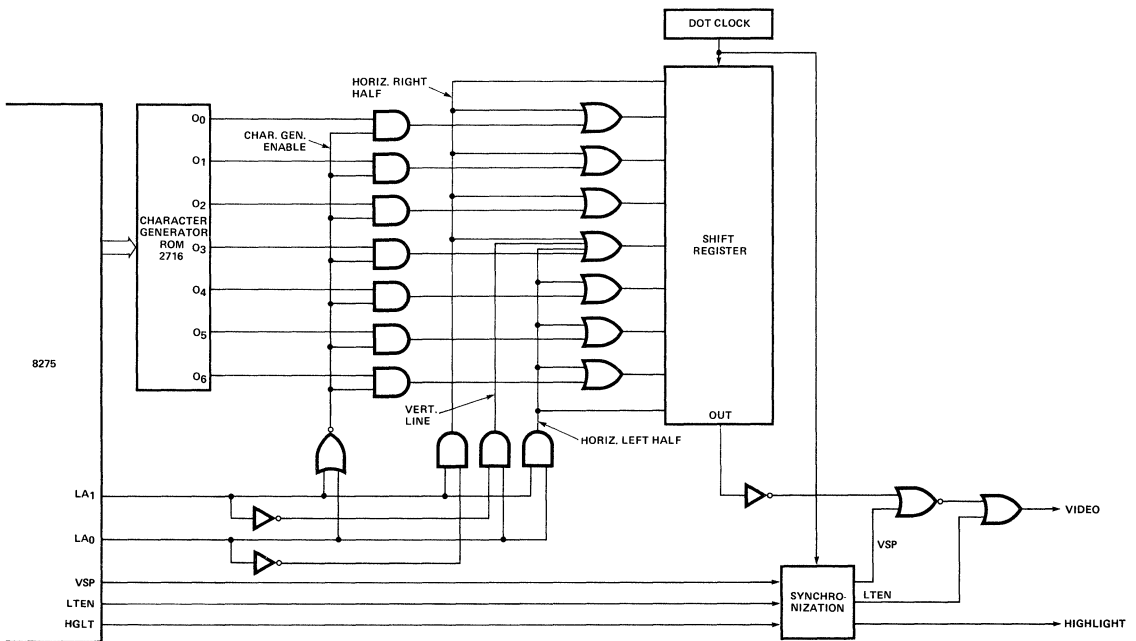 DOT CLOCK
HORIZ. RIGHT
HALF
CHAR. GEN.
ENABLE
O0
O1
O2
CHARACTER
GENERATOR
ROM
2716
O3
O4
O5
O6
SHIFT
REGISTER
OUT
8275
VERT.
LINE
HORIZ. LEFT HALF
LA1
LA0
VSP
LTEN
HGLT
VSP
LTEN
SYNCHRO-
NIZATION
VIDEO
HIGHLIGHT